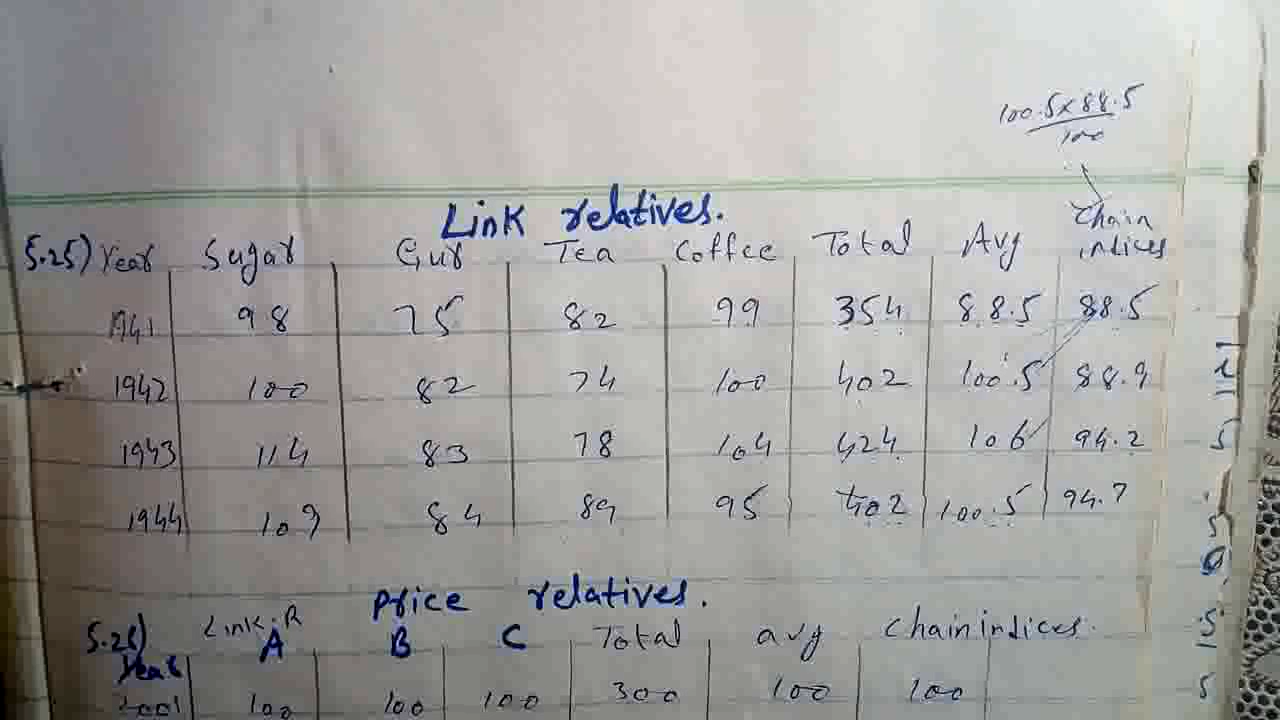 100.5x88.5
100
Link relatives.
5.25) Year Sugar Gur Tea Coffee Total Avg Chain indices
1941 98 75 82 99 354 88.5 88.5
1942 100 82 74 100 402 100.5 88.9
1943 114 83 78 104 424 106 94.2
1944 109 84 89 95 402 100.5 94.7
Price relatives.
5.26) Link.R
Year A B C Total avg Chain indices.
2001 100 100 100 300 100 100